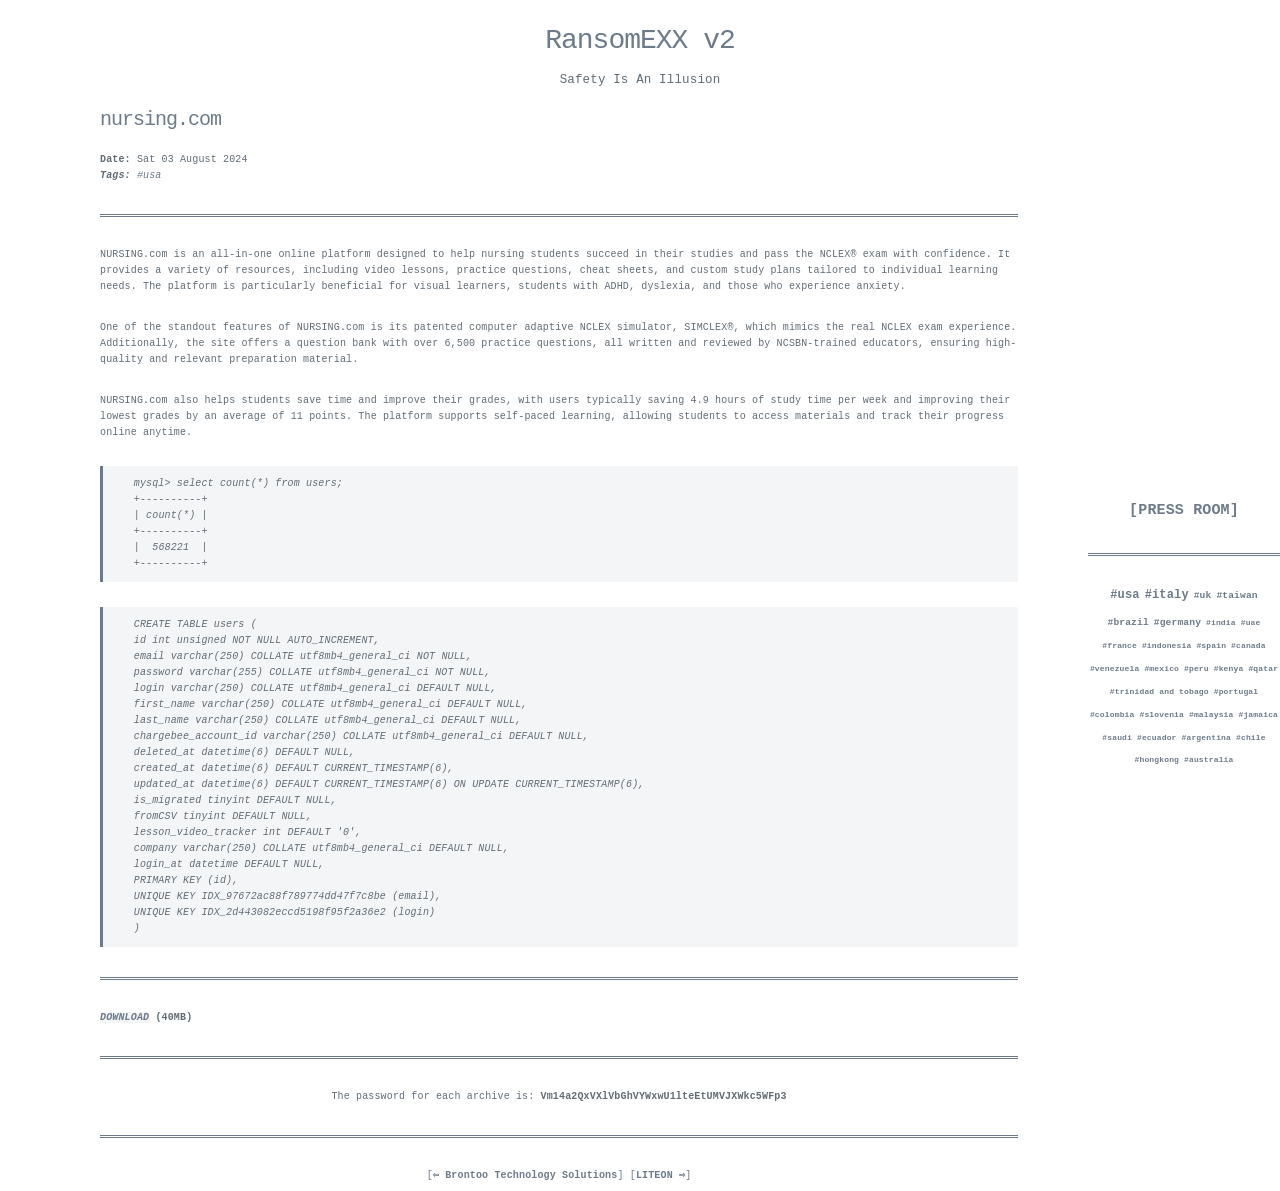 RansomEXX v2
Safety Is An Illusion
nursing.com
Date: Sat 03 August 2024
Tags: #usa
NURSING.com is an all-in-one online platform designed to help nursing students succeed in their studies and pass the NCLEX® exam with confidence. It
provides a variety of resources, including video lessons, practice questions, cheat sheets, and custom study plans tailored to individual learning
needs. The platform is particularly beneficial for visual learners, students with ADHD, dyslexia, and those who experience anxiety.
One of the standout features of NURSING.com is its patented computer adaptive NCLEX simulator, SIMCLEX®, which mimics the real NCLEX exam experience.
Additionally, the site offers a question bank with over 6,500 practice questions, all written and reviewed by NCSBN-trained educators, ensuring high-
quality and relevant preparation material.
NURSING.com also helps students save time and improve their grades, with users typically saving 4.9 hours of study time per week and improving their
lowest grades by an average of 11 points. The platform supports self-paced learning, allowing students to access materials and track their progress
online anytime.
mysql> select count(*) from users;
+----------+
| count(*) |
+----------+
|  568221  |
+----------+
CREATE TABLE users (
id int unsigned NOT NULL AUTO_INCREMENT,
email varchar(250) COLLATE utf8mb4_general_ci NOT NULL,
password varchar(255) COLLATE utf8mb4_general_ci NOT NULL,
login varchar(250) COLLATE utf8mb4_general_ci DEFAULT NULL,
first_name varchar(250) COLLATE utf8mb4_general_ci DEFAULT NULL,
last_name varchar(250) COLLATE utf8mb4_general_ci DEFAULT NULL,
chargebee_account_id varchar(250) COLLATE utf8mb4_general_ci DEFAULT NULL,
deleted_at datetime(6) DEFAULT NULL,
created_at datetime(6) DEFAULT CURRENT_TIMESTAMP(6),
updated_at datetime(6) DEFAULT CURRENT_TIMESTAMP(6) ON UPDATE CURRENT_TIMESTAMP(6),
is_migrated tinyint DEFAULT NULL,
fromCSV tinyint DEFAULT NULL,
lesson_video_tracker int DEFAULT '0',
company varchar(250) COLLATE utf8mb4_general_ci DEFAULT NULL,
login_at datetime DEFAULT NULL,
PRIMARY KEY (id),
UNIQUE KEY IDX_97672ac88f789774dd47f7c8be (email),
UNIQUE KEY IDX_2d443082eccd5198f95f2a36e2 (login)
)
DOWNLOAD (40MB)
The password for each archive is: Vm14a2QxVXlVbGhVYWxwU1lteEtUMVJXWkc5WFp3
[⇐ Brontoo Technology Solutions] [LITEON ⇒]
[PRESS ROOM]
#usa #italy #uk #taiwan
#brazil #germany #india #uae
#france #indonesia #spain #canada
#venezuela #mexico #peru #kenya #qatar
#trinidad and tobago #portugal
#colombia #slovenia #malaysia #jamaica
#saudi #ecuador #argentina #chile
#hongkong #australia